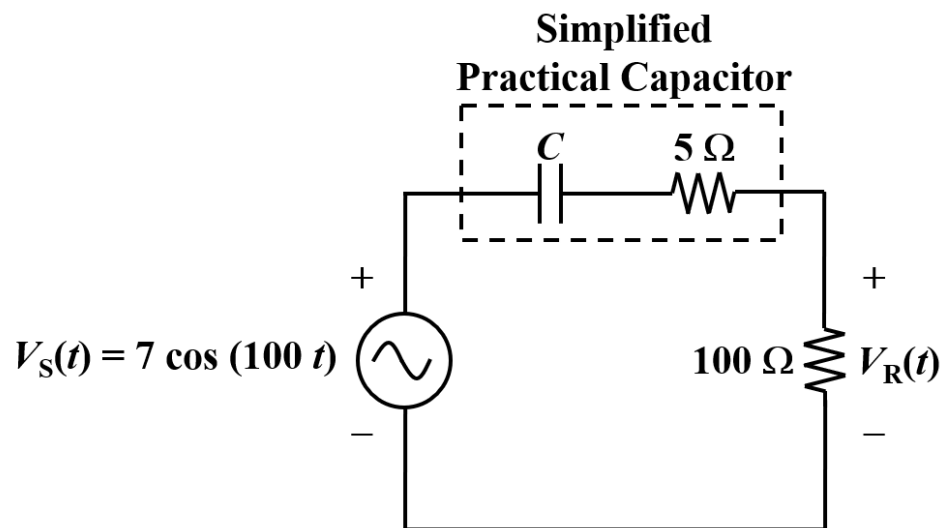 Simplified
Practical Capacitor
C
5 Ω
+
+
V_S(t) = 7 cos (100 t)
100 Ω
V_R(t)
−
−